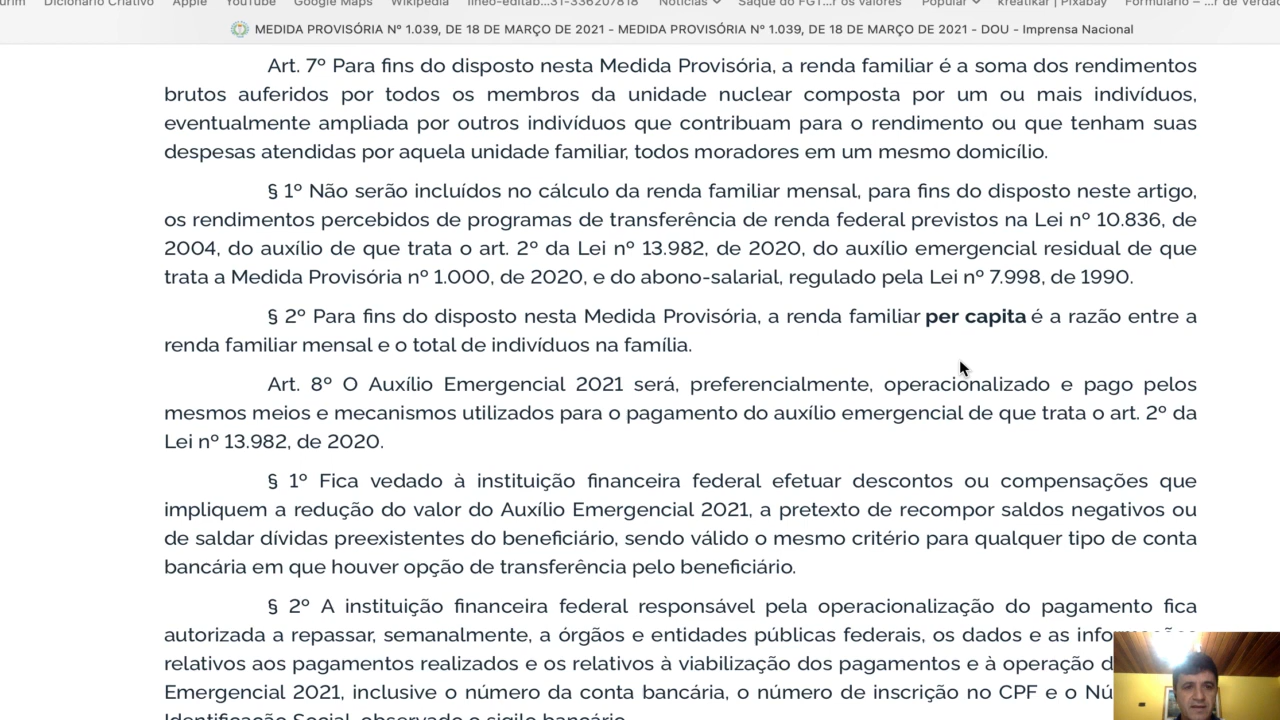 Dicionário Criativo Apple YouTube Google Maps Wikipedia Notícias Saque do FGT...r os valores Popular kreatikar | Pixabay
MEDIDA PROVISÓRIA Nº 1.039, DE 18 DE MARÇO DE 2021 - MEDIDA PROVISÓRIA Nº 1.039, DE 18 DE MARÇO DE 2021 - DOU - Imprensa Nacional
Art. 7º Para fins do disposto nesta Medida Provisória, a renda familiar é a soma dos rendimentos
brutos auferidos por todos os membros da unidade nuclear composta por um ou mais indivíduos,
eventualmente ampliada por outros indivíduos que contribuam para o rendimento ou que tenham suas
despesas atendidas por aquela unidade familiar, todos moradores em um mesmo domicílio.
§ 1º Não serão incluídos no cálculo da renda familiar mensal, para fins do disposto neste artigo,
os rendimentos percebidos de programas de transferência de renda federal previstos na Lei nº 10.836, de
2004, do auxílio de que trata o art. 2º da Lei nº 13.982, de 2020, do auxílio emergencial residual de que
trata a Medida Provisória nº 1.000, de 2020, e do abono-salarial, regulado pela Lei nº 7.998, de 1990.
§ 2º Para fins do disposto nesta Medida Provisória, a renda familiar per capita é a razão entre a
renda familiar mensal e o total de indivíduos na família.
Art. 8º O Auxílio Emergencial 2021 será, preferencialmente, operacionalizado e pago pelos
mesmos meios e mecanismos utilizados para o pagamento do auxílio emergencial de que trata o art. 2º da
Lei nº 13.982, de 2020.
§ 1º Fica vedado à instituição financeira federal efetuar descontos ou compensações que
impliquem a redução do valor do Auxílio Emergencial 2021, a pretexto de recompor saldos negativos ou
de saldar dívidas preexistentes do beneficiário, sendo válido o mesmo critério para qualquer tipo de conta
bancária em que houver opção de transferência pelo beneficiário.
§ 2º A instituição financeira federal responsável pela operacionalização do pagamento fica
autorizada a repassar, semanalmente, a órgãos e entidades públicas federais, os dados e as informações
relativos aos pagamentos realizados e os relativos à viabilização dos pagamentos e à operação d
Emergencial 2021, inclusive o número da conta bancária, o número de inscrição no CPF e o Nú
Identificação Social, observado o sigilo bancário.